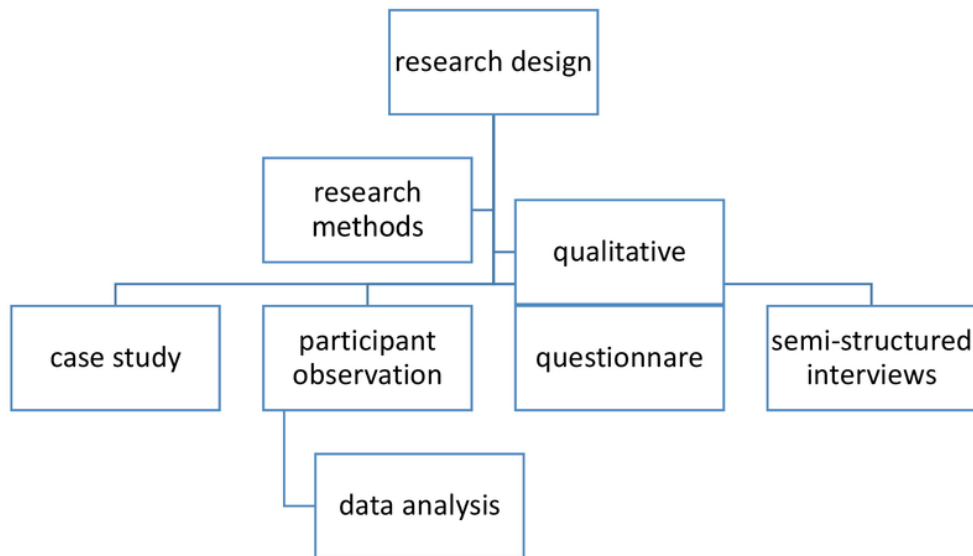 research design
research
methods
qualitative
case study
participant
observation
questionnare
semi-structured
interviews
data analysis